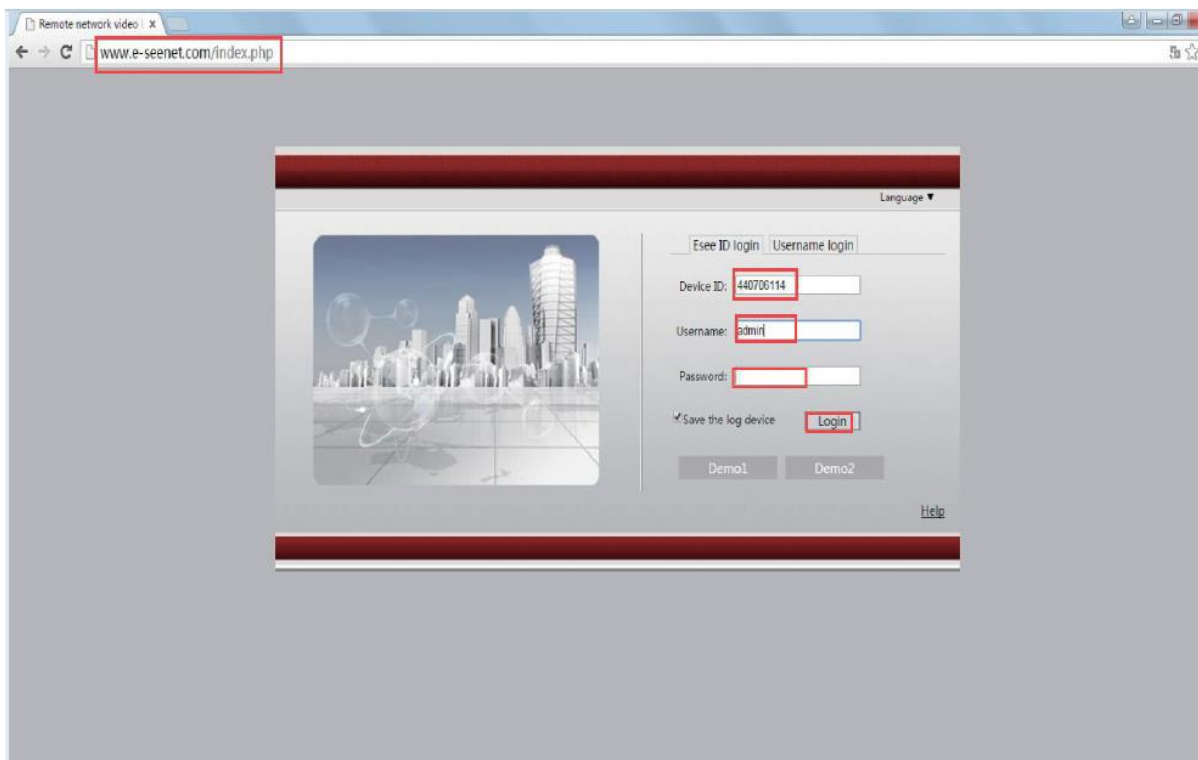 Remote network video
www.e-seenet.com/index.php
Language ▼
Esee ID login Username login
Device ID: 440706114
Username: admin
Password:
Save the log device Login
Demo1 Demo2
Help